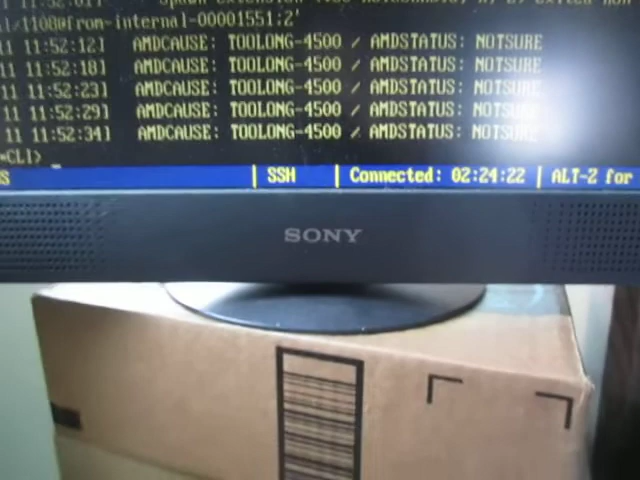 al/1108@from-internal-00001551;2'
11 11:52:12]  AMDCAUSE: TOOLONG-4500 / AMDSTATUS: NOTSURE
11 11:52:18]  AMDCAUSE: TOOLONG-4500 / AMDSTATUS: NOTSURE
11 11:52:23]  AMDCAUSE: TOOLONG-4500 / AMDSTATUS: NOTSURE
11 11:52:29]  AMDCAUSE: TOOLONG-4500 / AMDSTATUS: NOTSURE
11 11:52:34]  AMDCAUSE: TOOLONG-4500 / AMDSTATUS: NOTSURE
*CLI> _
S | SSH | Connected: 02:24:22 | ALT-Z for
SONY